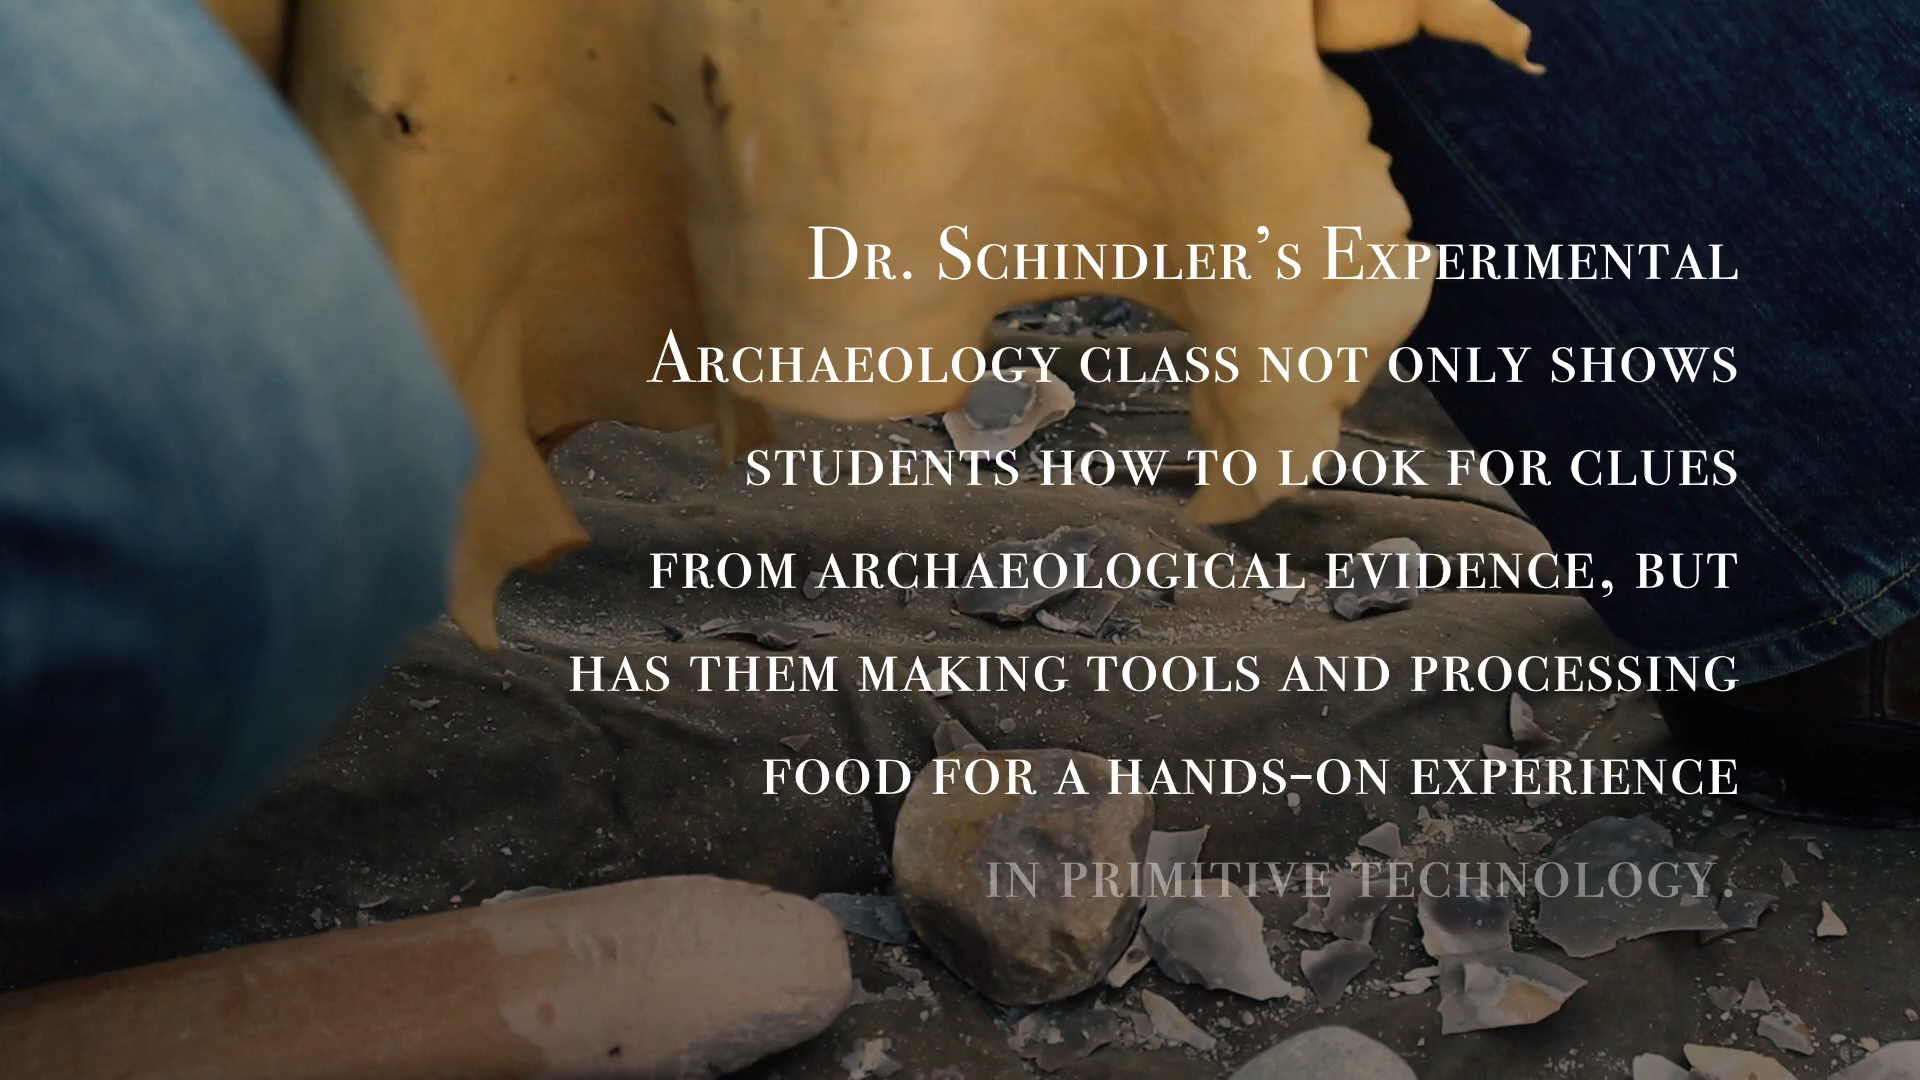 Dr. Schindler’s Experimental
Archaeology class not only shows
students how to look for clues
from archaeological evidence, but
has them making tools and processing
food for a hands-on experience
in primitive technology.